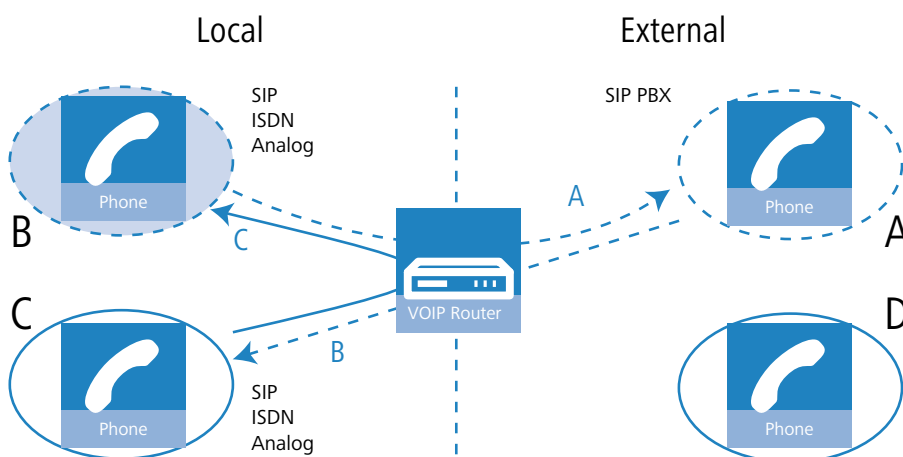 Local
External
SIP
ISDN
Analog
SIP PBX
Phone
Phone
B
C
A
A
VOIP Router
C
B
D
SIP
ISDN
Analog
Phone
Phone